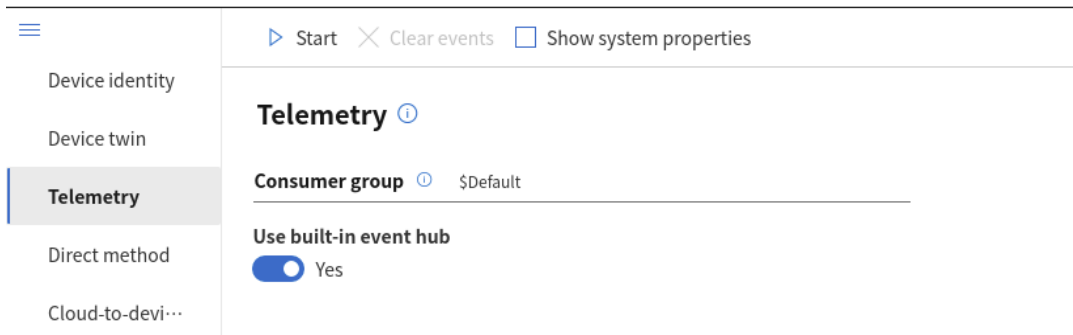 Start Clear events Show system properties
Device identity
Device twin
Telemetry
Direct method
Cloud-to-devi···
Telemetry
Consumer group $Default
Use built-in event hub
Yes